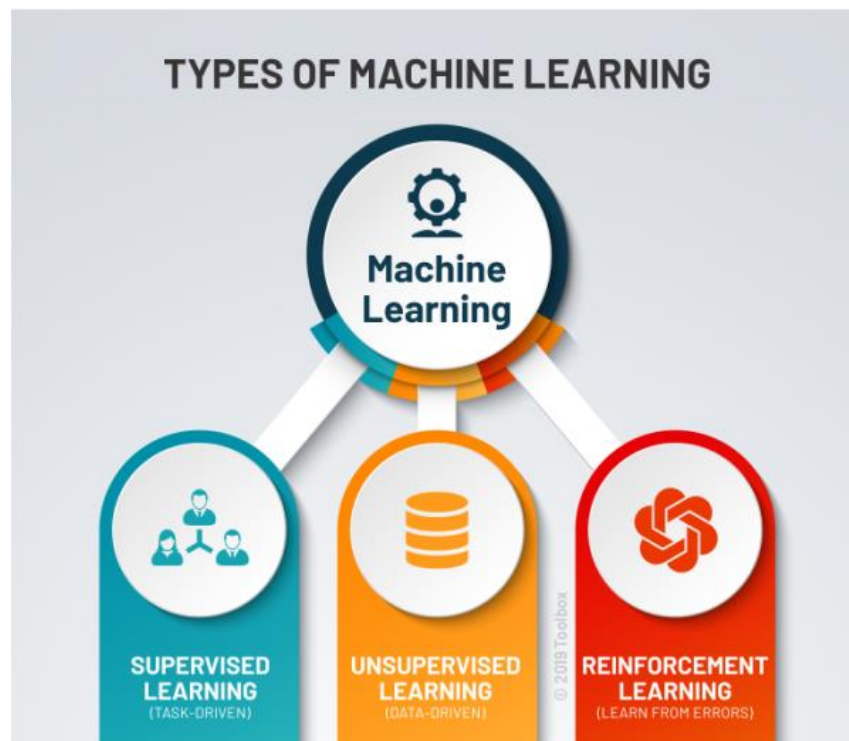 TYPES OF MACHINE LEARNING
Machine
Learning
SUPERVISED
LEARNING
(TASK-DRIVEN)
UNSUPERVISED
LEARNING
(DATA-DRIVEN)
REINFORCEMENT
LEARNING
(LEARN FROM ERRORS)
© 2019 Toolbox